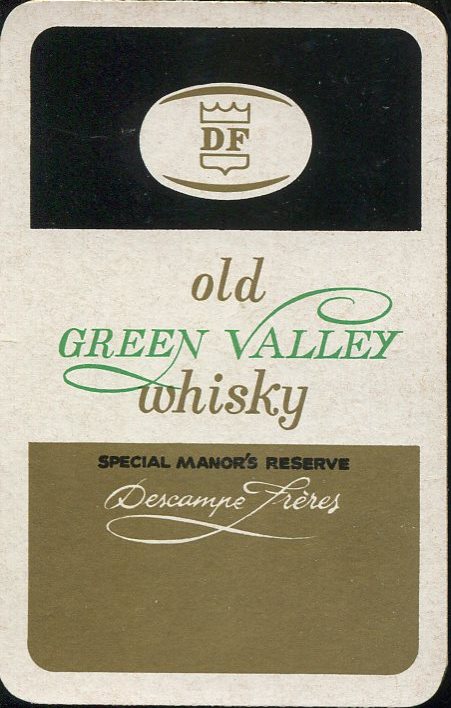 DF
old
GREEN VALLEY
whisky
SPECIAL MANOR'S RESERVE
Descampe Frères